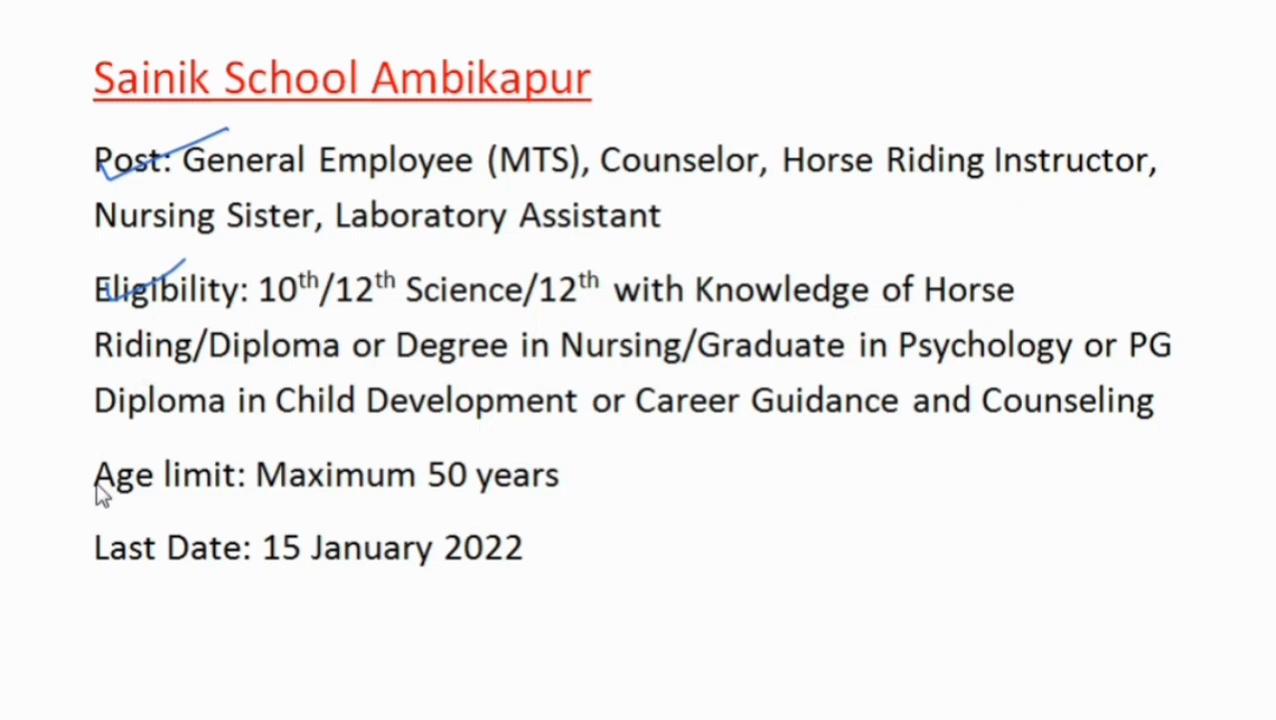 Sainik School Ambikapur
Post: General Employee (MTS), Counselor, Horse Riding Instructor,
Nursing Sister, Laboratory Assistant
Eligibility: 10th/12th Science/12th with Knowledge of Horse
Riding/Diploma or Degree in Nursing/Graduate in Psychology or PG
Diploma in Child Development or Career Guidance and Counseling
Age limit: Maximum 50 years
Last Date: 15 January 2022